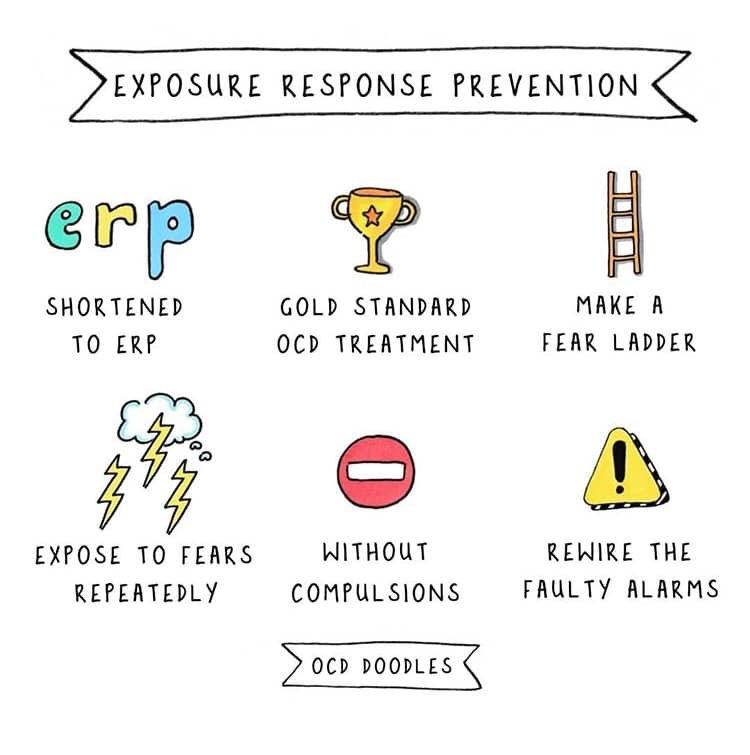 EXPOSURE RESPONSE PREVENTION
erp
SHORTENED
TO ERP
GOLD STANDARD
OCD TREATMENT
MAKE A
FEAR LADDER
EXPOSE TO FEARS
REPEATEDLY
WITHOUT
COMPULSIONS
!
REWIRE THE
FAULTY ALARMS
OCD DOODLES